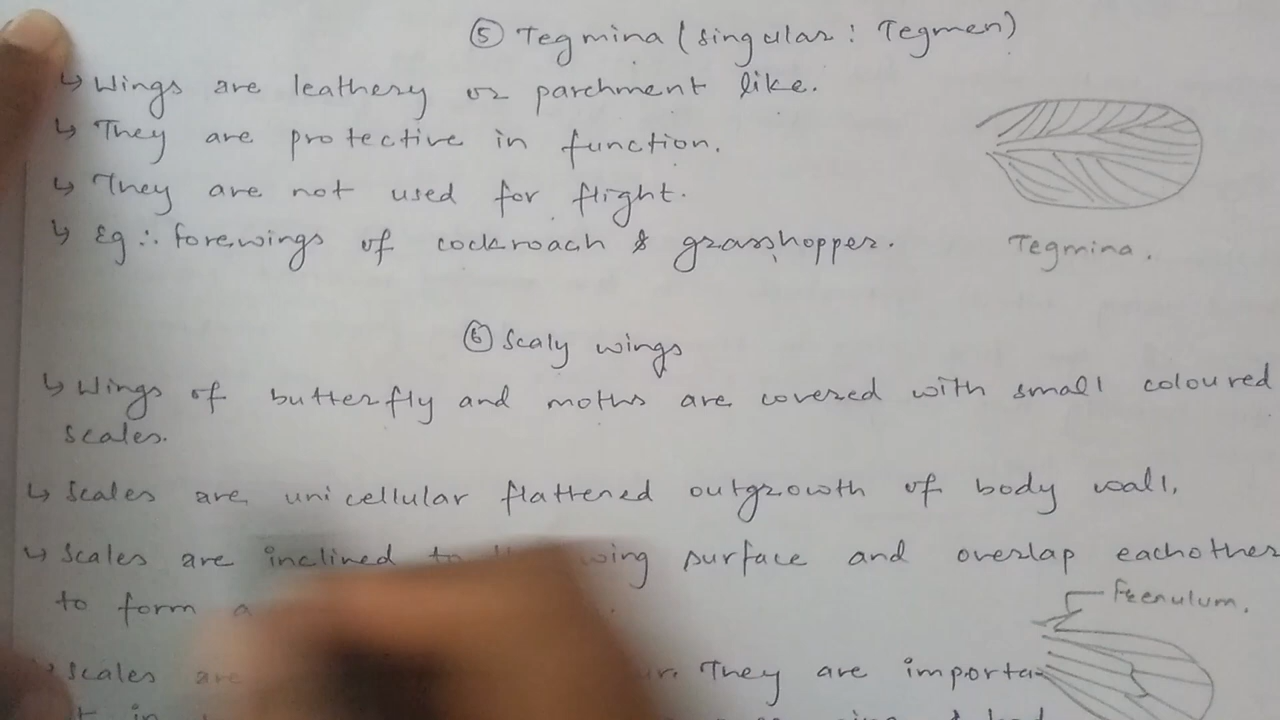 ⑤ Tegmina (singular: Tegmen)
↳ Wings are leathery or parchment like.
↳ They are protective in function.
↳ They are not used for flight.
↳ Eg ∴ forewings of cockroach & grasshopper.
Tegmina.
⑥ Scaly wings
↳ Wings of butterfly and moths are covered with small coloured
scales.
↳ Scales are unicellular flattened outgrowth of body wall.
↳ Scales are inclined to wing surface and overlap eachother
to form a
Frenulum.
Scales are They are importa
in